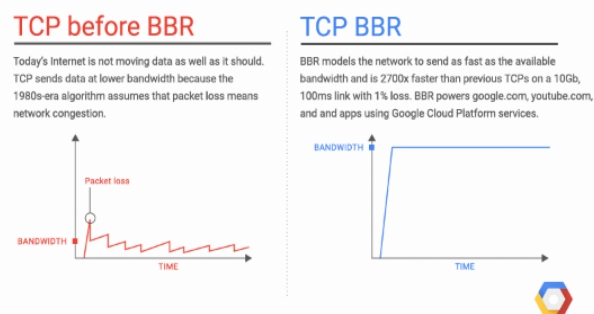 TCP before BBR
Today's Internet is not moving data as well as it should.
TCP sends data at lower bandwidth because the
1980s-era algorithm assumes that packet loss means
network congestion.
Packet loss
BANDWIDTH
TIME
TCP BBR
BBR models the network to send as fast as the available
bandwidth and is 2700x faster than previous TCPs on a 10Gb,
100ms link with 1% loss. BBR powers google.com, youtube.com,
and and apps using Google Cloud Platform services.
BANDWIDTH
TIME